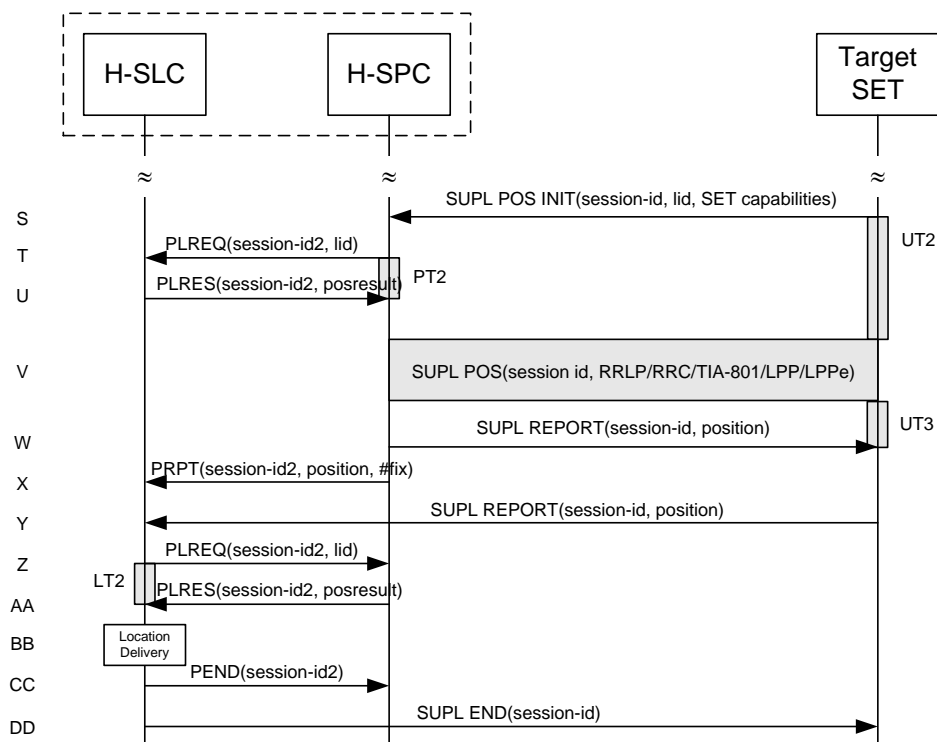 H-SLC
H-SPC
Target
SET
≈ ≈ ≈
S
SUPL POS INIT(session-id, lid, SET capabilities)
UT2
T
PLREQ(session-id2, lid)
PT2
U
PLRES(session-id2, posresult)
V
SUPL POS(session id, RRLP/RRC/TIA-801/LPP/LPPe)
UT3
W
SUPL REPORT(session-id, position)
X
PRPT(session-id2, position, #fix)
Y
SUPL REPORT(session-id, position)
Z
PLREQ(session-id2, lid)
LT2
AA
PLRES(session-id2, posresult)
BB
Location
Delivery
CC
PEND(session-id2)
DD
SUPL END(session-id)